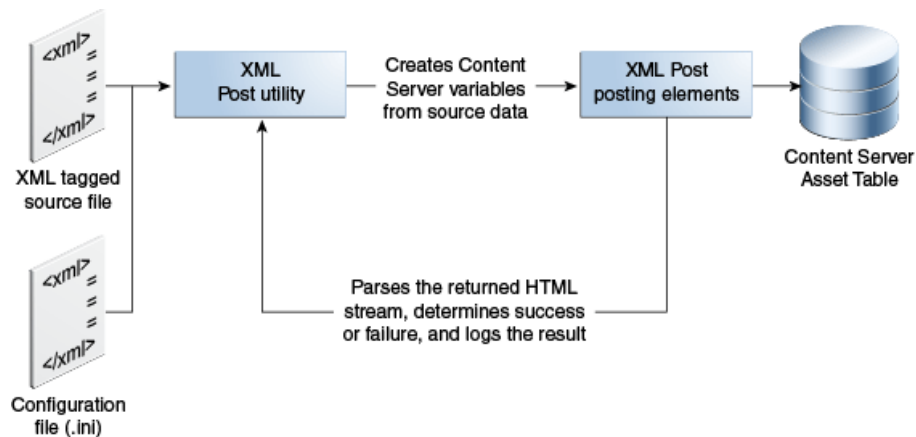 <xml>
=
=
=
</xml>
XML tagged
source file
XML
Post utility
Creates Content
Server variables
from source data
XML Post
posting elements
Content Server
Asset Table
<xml>
=
=
=
</xml>
Configuration
file (.ini)
Parses the returned HTML
stream, determines success
or failure, and logs the result